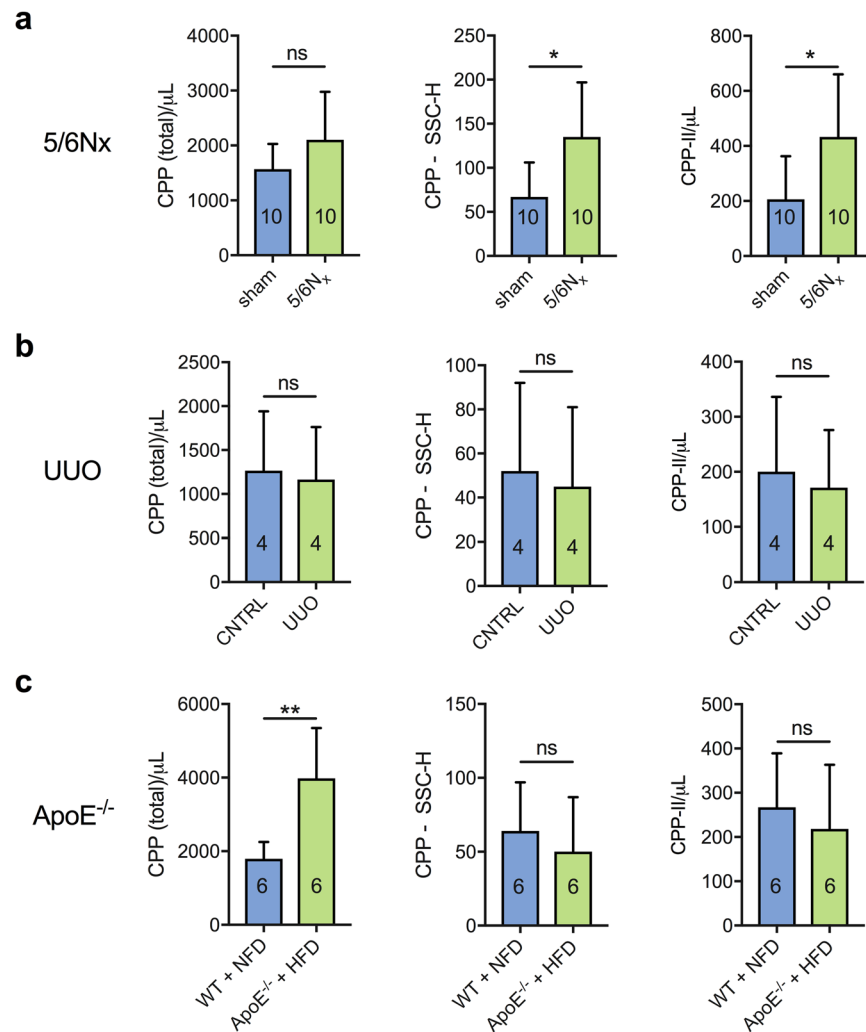 a
5/6Nx
CPP (total)/μL
4000
3000
2000
1000
0
ns
10
10
sham
5/6Nx
CPP - SSC-H
250
200
150
100
50
0
*
10
10
sham
5/6Nx
CPP-II/μL
800
600
400
200
0
*
10
10
sham
5/6Nx
b
UUO
CPP (total)/μL
2500
2000
1500
1000
500
0
ns
4
4
CNTRL
UUO
CPP - SSC-H
100
80
60
40
20
0
ns
4
4
CNTRL
UUO
CPP-II/μL
400
300
200
100
0
ns
4
4
CNTRL
UUO
c
ApoE-/-
CPP (total)/μL
6000
4000
2000
0
**
6
6
WT + NFD
ApoE-/- + HFD
CPP - SSC-H
150
100
50
0
ns
6
6
WT + NFD
ApoE-/- + HFD
CPP-II/μL
500
400
300
200
100
0
ns
6
6
WT + NFD
ApoE-/- + HFD